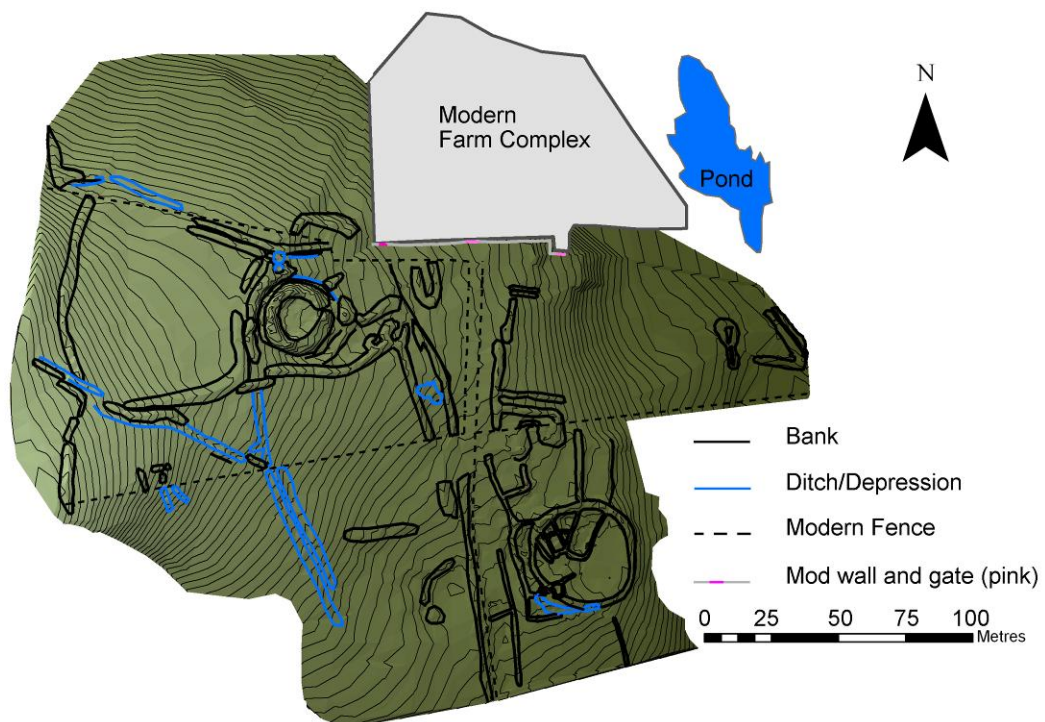 Modern
Farm Complex
Pond
N
Bank
Ditch/Depression
Modern Fence
Mod wall and gate (pink)
0 25 50 75 100
Metres